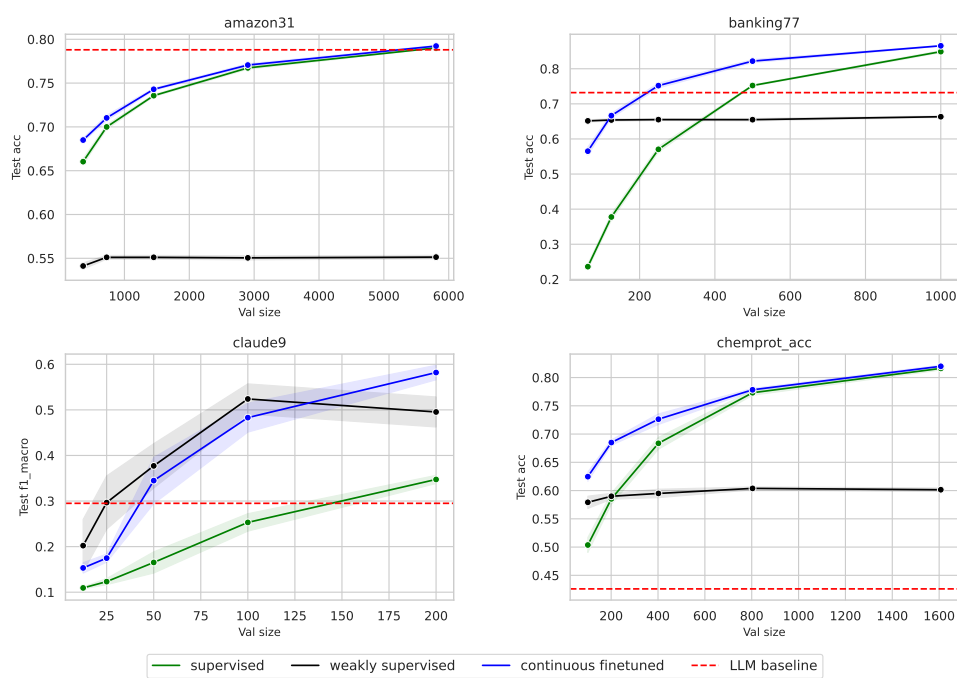 amazon31
0.80
0.75
0.70
0.65
0.60
0.55
Test acc
1000 2000 3000 4000 5000 6000
Val size
banking77
0.8
0.7
0.6
0.5
0.4
0.3
0.2
Test acc
200 400 600 800 1000
Val size
claude9
0.6
0.5
0.4
0.3
0.2
0.1
Test f1_macro
25 50 75 100 125 150 175 200
Val size
chemprot_acc
0.80
0.75
0.70
0.65
0.60
0.55
0.50
0.45
Test acc
200 400 600 800 1000 1200 1400 1600
Val size
supervised weakly supervised continuous finetuned LLM baseline